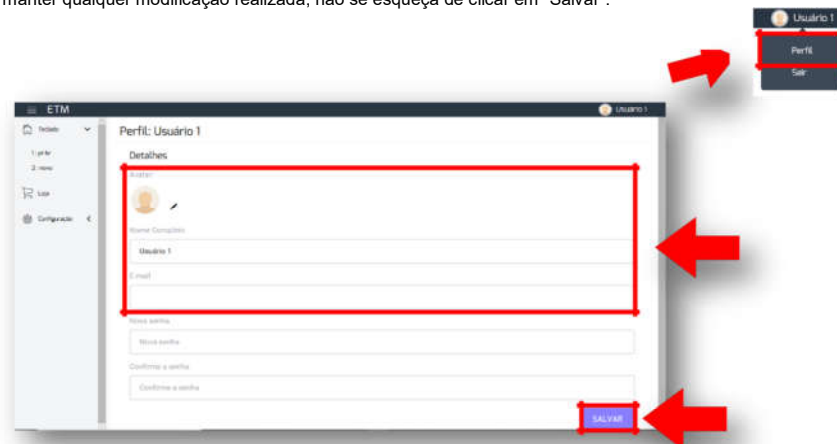 manter qualquer modificação realizada, não se esqueça de clicar em "Salvar".
Usuário 1
Perfil
Sair
ETM
Usuário 1
Teclado
Perfil: Usuário 1
Detalhes
Avatar
Loja
Configuração
Nome Completo
Usuário 1
E-mail
Nova senha
Nova senha
Confirme a senha
Confirme a senha
SALVAR